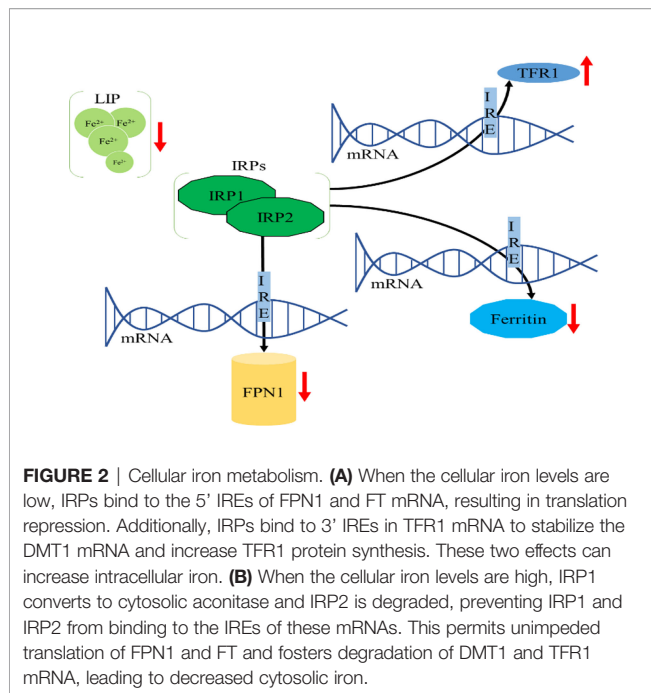 TFR1
LIP
Fe²⁺ Fe²⁺
Fe²⁺
Fe²⁺
IRE
mRNA
IRPs
IRP1
IRP2
IRE
mRNA
IRE
mRNA
Ferritin
FPN1
FIGURE 2 | Cellular iron metabolism. (A) When the cellular iron levels are
low, IRPs bind to the 5’ IREs of FPN1 and FT mRNA, resulting in translation
repression. Additionally, IRPs bind to 3’ IREs in TFR1 mRNA to stabilize the
DMT1 mRNA and increase TFR1 protein synthesis. These two effects can
increase intracellular iron. (B) When the cellular iron levels are high, IRP1
converts to cytosolic aconitase and IRP2 is degraded, preventing IRP1 and
IRP2 from binding to the IREs of these mRNAs. This permits unimpeded
translation of FPN1 and FT and fosters degradation of DMT1 and TFR1
mRNA, leading to decreased cytosolic iron.